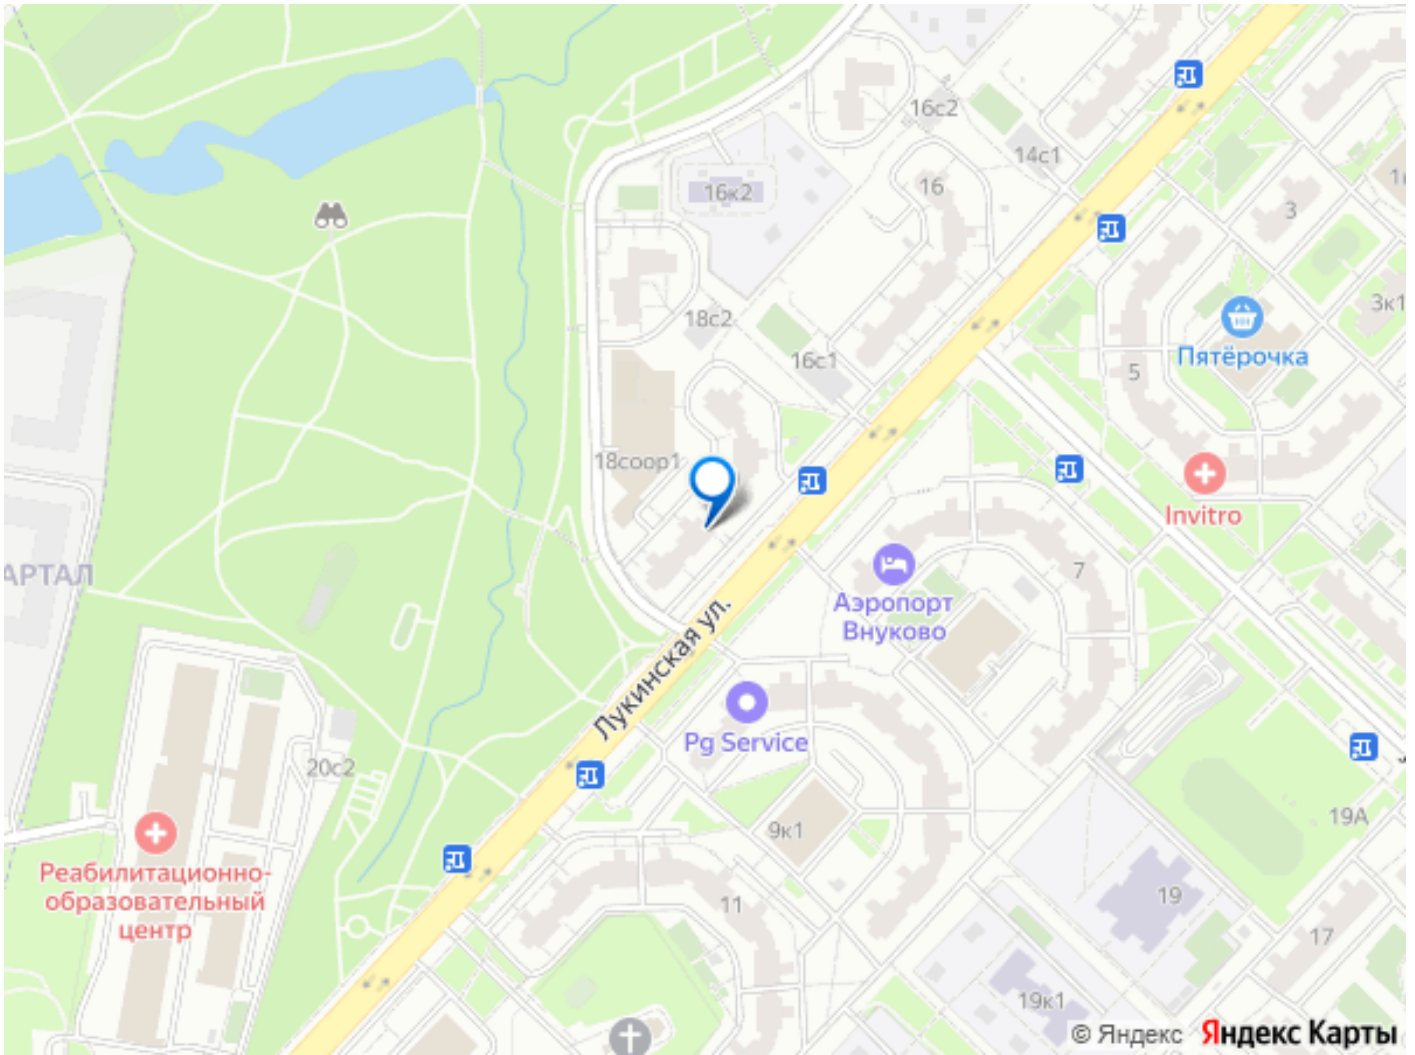 16с2
14с1
16к2
16
3
18с2
3к1
16с1
Пятёрочка
5
18соор1
Invitro
АРТАЛ
7
Аэропорт
Внуково
Лукинская ул.
Pg Service
20с2
9к1
19А
Реабилитационно-
образовательный
центр
19
11
17
19к1
© Яндекс Яндекс Карты